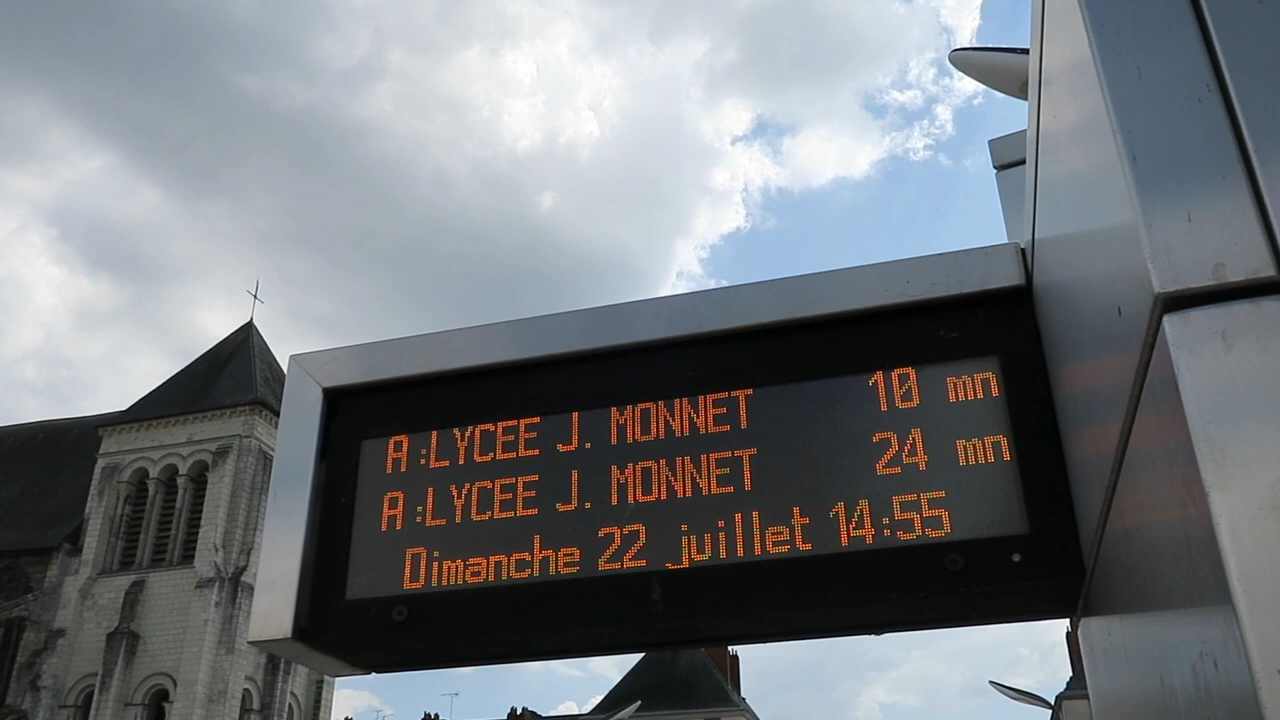 A :LYCEE J. MONNET 10 mn
A :LYCEE J. MONNET 24 mn
Dimanche 22 juillet 14:55